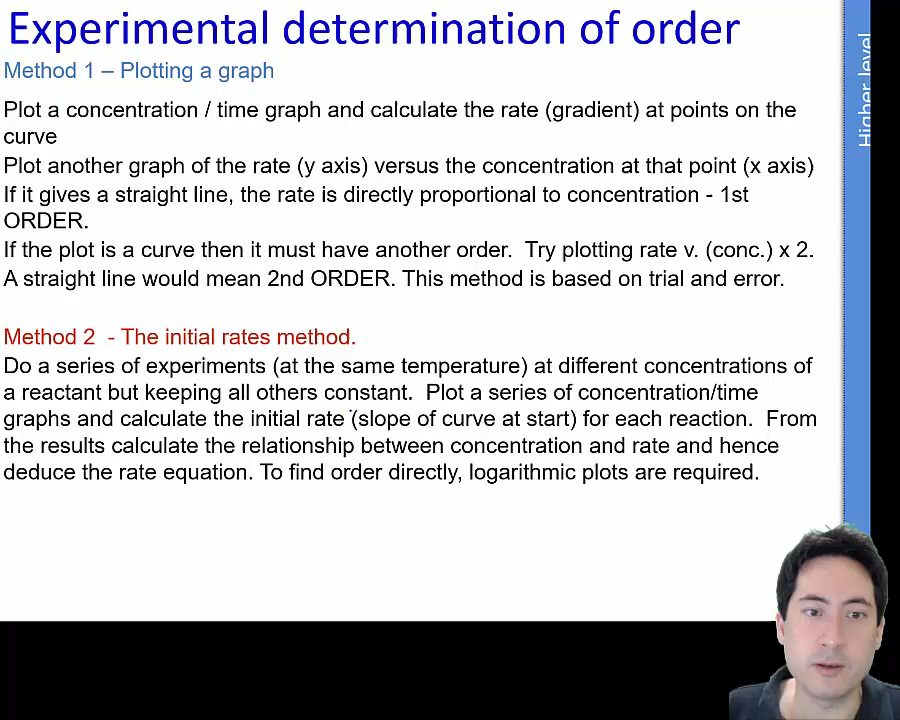 Experimental determination of order
Method 1 – Plotting a graph
Plot a concentration / time graph and calculate the rate (gradient) at points on the
curve
Plot another graph of the rate (y axis) versus the concentration at that point (x axis)
If it gives a straight line, the rate is directly proportional to concentration - 1st
ORDER.
If the plot is a curve then it must have another order.  Try plotting rate v. (conc.) x 2.
A straight line would mean 2nd ORDER. This method is based on trial and error.
Method 2  - The initial rates method.
Do a series of experiments (at the same temperature) at different concentrations of
a reactant but keeping all others constant.  Plot a series of concentration/time
graphs and calculate the initial rate (slope of curve at start) for each reaction.  From
the results calculate the relationship between concentration and rate and hence
deduce the rate equation. To find order directly, logarithmic plots are required.
Higher level